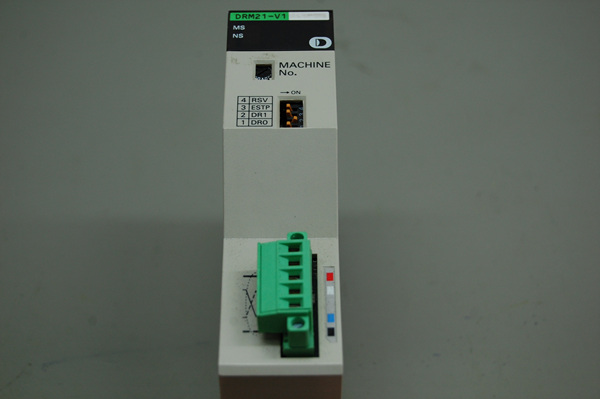 DRM21-V1
MS
NS
MACHINE
No.
→ON
4 RSV
3 ESTP
2 DR1
1 DR0